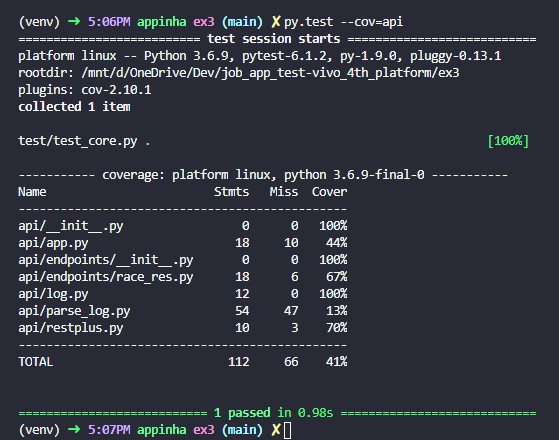 (venv) ➜ 5:06PM appinha ex3 (main) ✗ py.test --cov=api
=========================== test session starts ===========================
platform linux -- Python 3.6.9, pytest-6.1.2, py-1.9.0, pluggy-0.13.1
rootdir: /mnt/d/OneDrive/Dev/job_app_test-vivo_4th_platform/ex3
plugins: cov-2.10.1
collected 1 item
test/test_core.py . [100%]
----------- coverage: platform linux, python 3.6.9-final-0 -----------
Name Stmts Miss Cover
---------------------------------------------
api/__init__.py 0 0 100%
api/app.py 18 10 44%
api/endpoints/__init__.py 0 0 100%
api/endpoints/race_res.py 18 6 67%
api/log.py 12 0 100%
api/parse_log.py 54 47 13%
api/restplus.py 10 3 70%
---------------------------------------------
TOTAL 112 66 41%
============================ 1 passed in 0.98s ============================
(venv) ➜ 5:07PM appinha ex3 (main) ✗